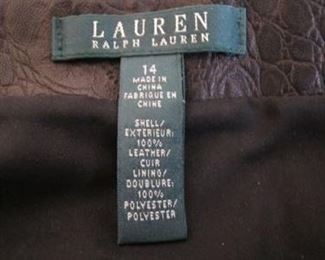 LAUREN
RALPH LAUREN
14
MADE IN
CHINA
FABRIQUE EN
CHINE
SHELL/
EXTERIEUR:
100%
LEATHER/
CUIR
LINING/
DOUBLURE:
100%
POLYESTER/
POLYESTER